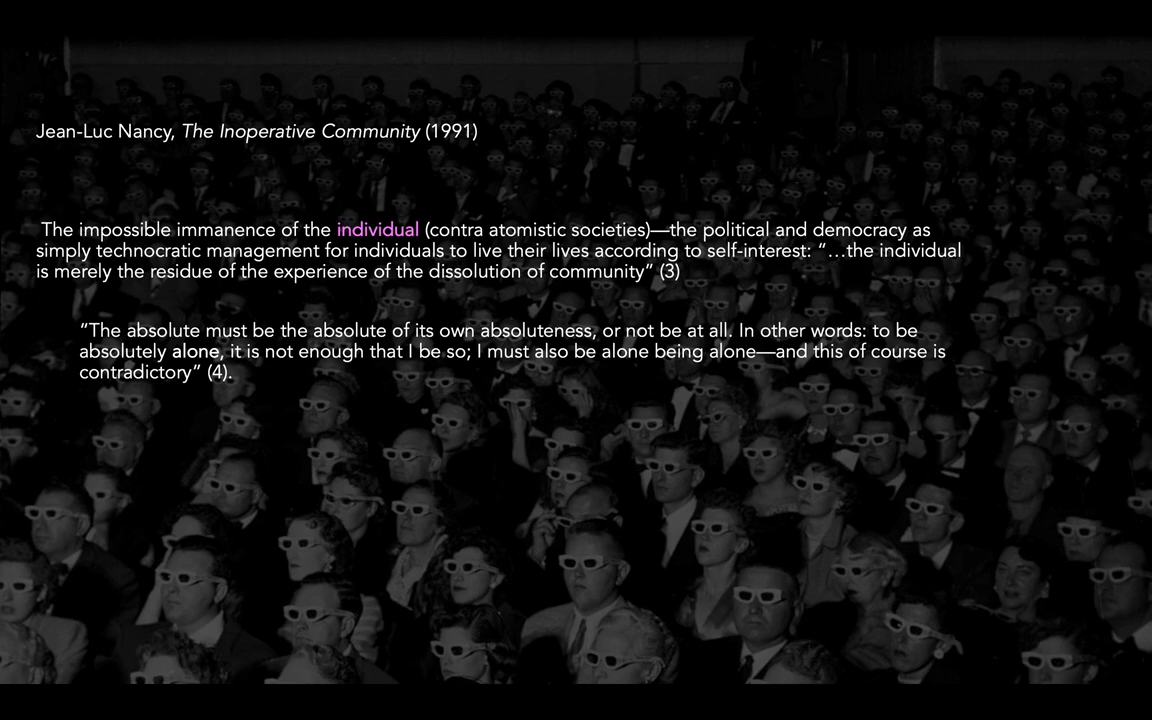 Jean-Luc Nancy, The Inoperative Community (1991)
The impossible immanence of the individual (contra atomistic societies)—the political and democracy as
simply technocratic management for individuals to live their lives according to self-interest: “…the individual
is merely the residue of the experience of the dissolution of community” (3)
“The absolute must be the absolute of its own absoluteness, or not be at all. In other words: to be
absolutely alone, it is not enough that I be so; I must also be alone being alone—and this of course is
contradictory” (4).